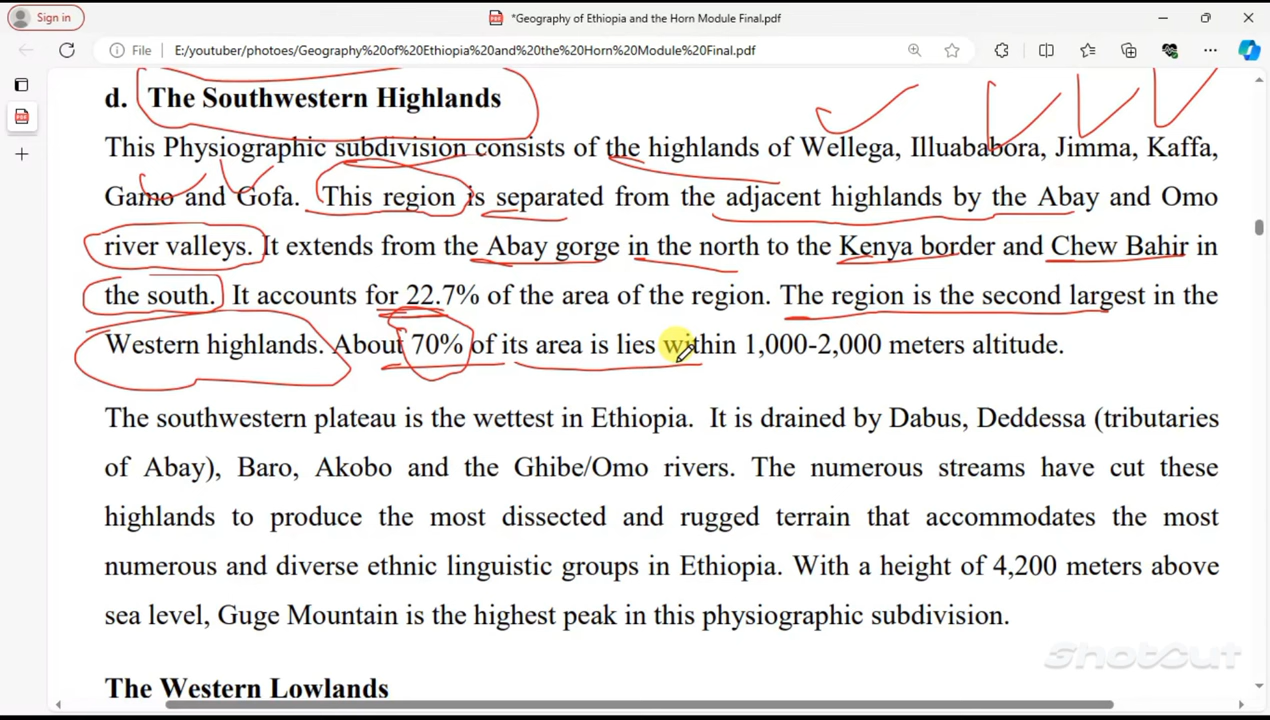 Sign in
*Geography of Ethiopia and the Horn Module Final.pdf
File
E:/youtuber/photoes/Geography%20of%20Ethiopia%20and%20the%20Horn%20Module%20Final.pdf
d. The Southwestern Highlands
This Physiographic subdivision consists of the highlands of Wellega, Illuababora, Jimma, Kaffa,
Gamo and Gofa. This region is separated from the adjacent highlands by the Abay and Omo
river valleys. It extends from the Abay gorge in the north to the Kenya border and Chew Bahir in
the south. It accounts for 22.7% of the area of the region. The region is the second largest in the
Western highlands. About 70% of its area is lies within 1,000-2,000 meters altitude.
The southwestern plateau is the wettest in Ethiopia. It is drained by Dabus, Deddessa (tributaries
of Abay), Baro, Akobo and the Ghibe/Omo rivers. The numerous streams have cut these
highlands to produce the most dissected and rugged terrain that accommodates the most
numerous and diverse ethnic linguistic groups in Ethiopia. With a height of 4,200 meters above
sea level, Guge Mountain is the highest peak in this physiographic subdivision.
Shotcut
The Western Lowlands